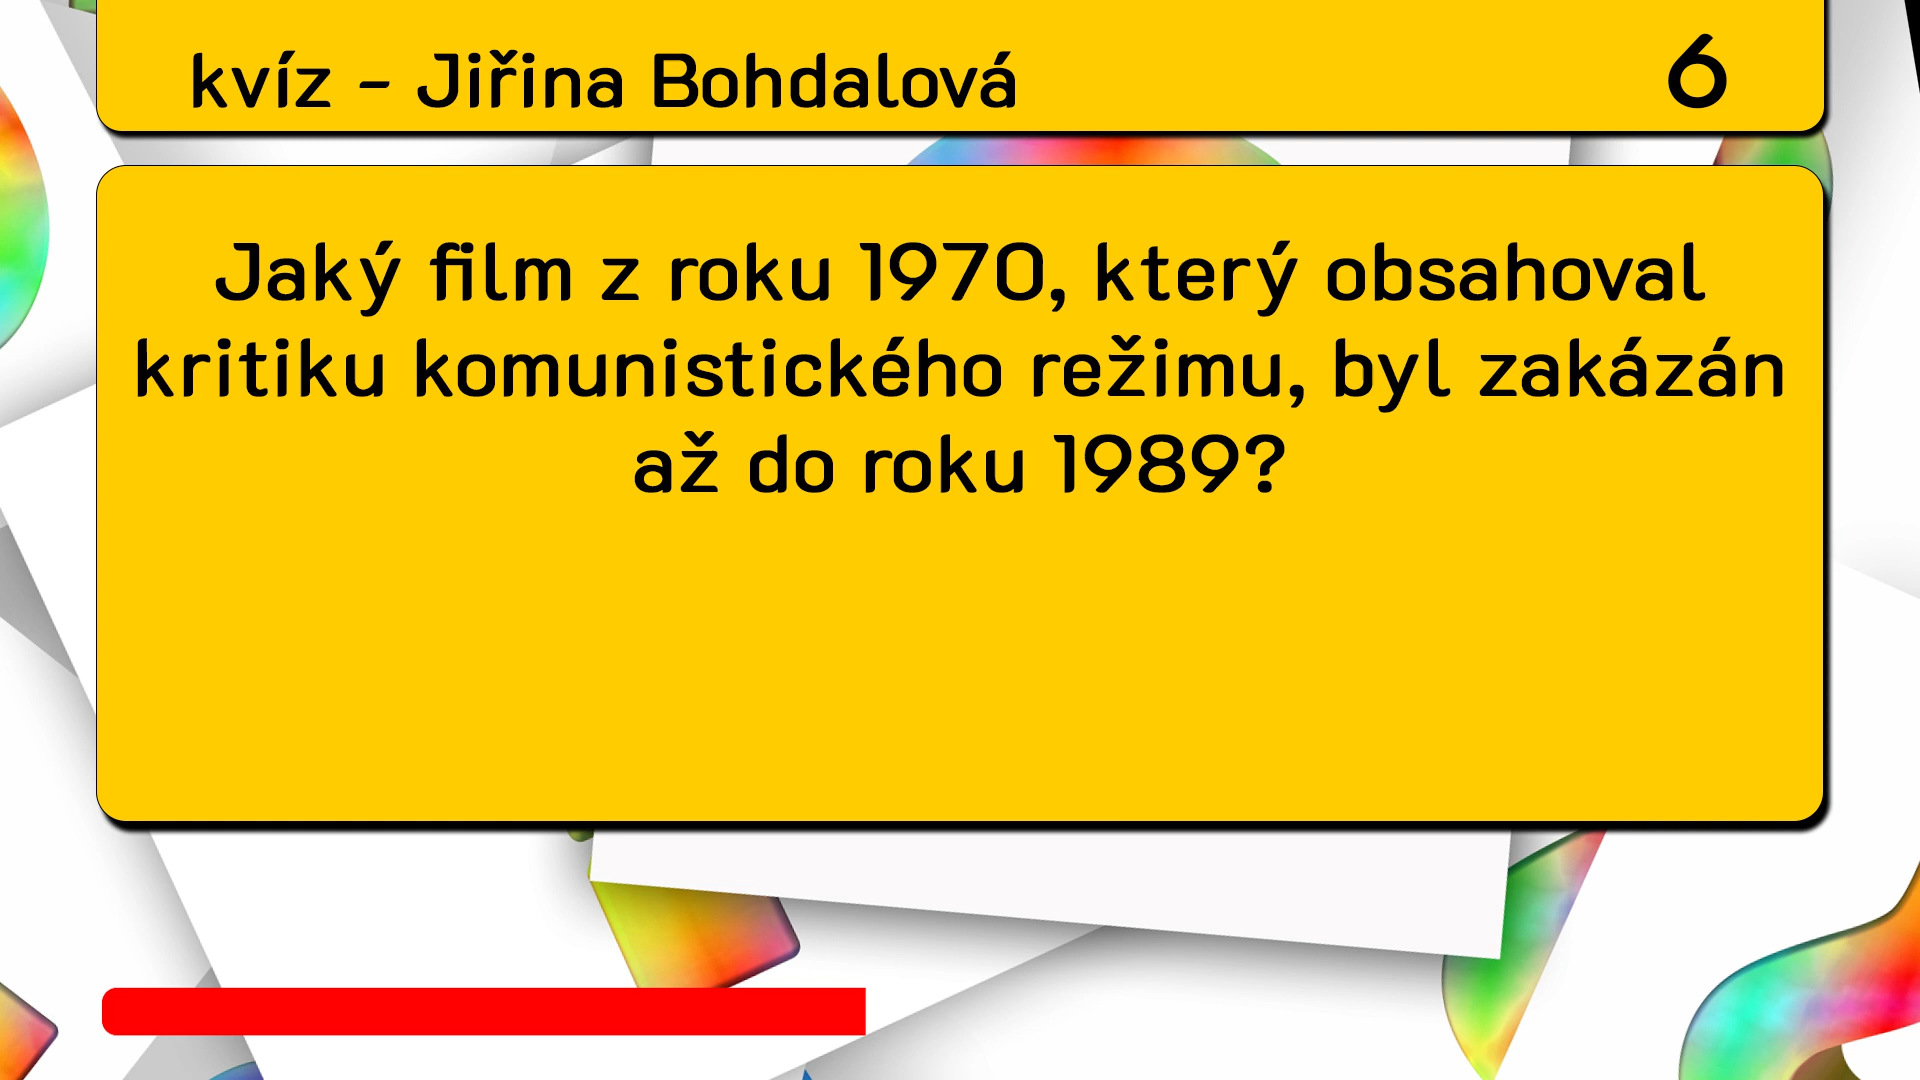 kvíz - Jiřina Bohdalová 6
Jaký film z roku 1970, který obsahoval
kritiku komunistického režimu, byl zakázán
až do roku 1989?